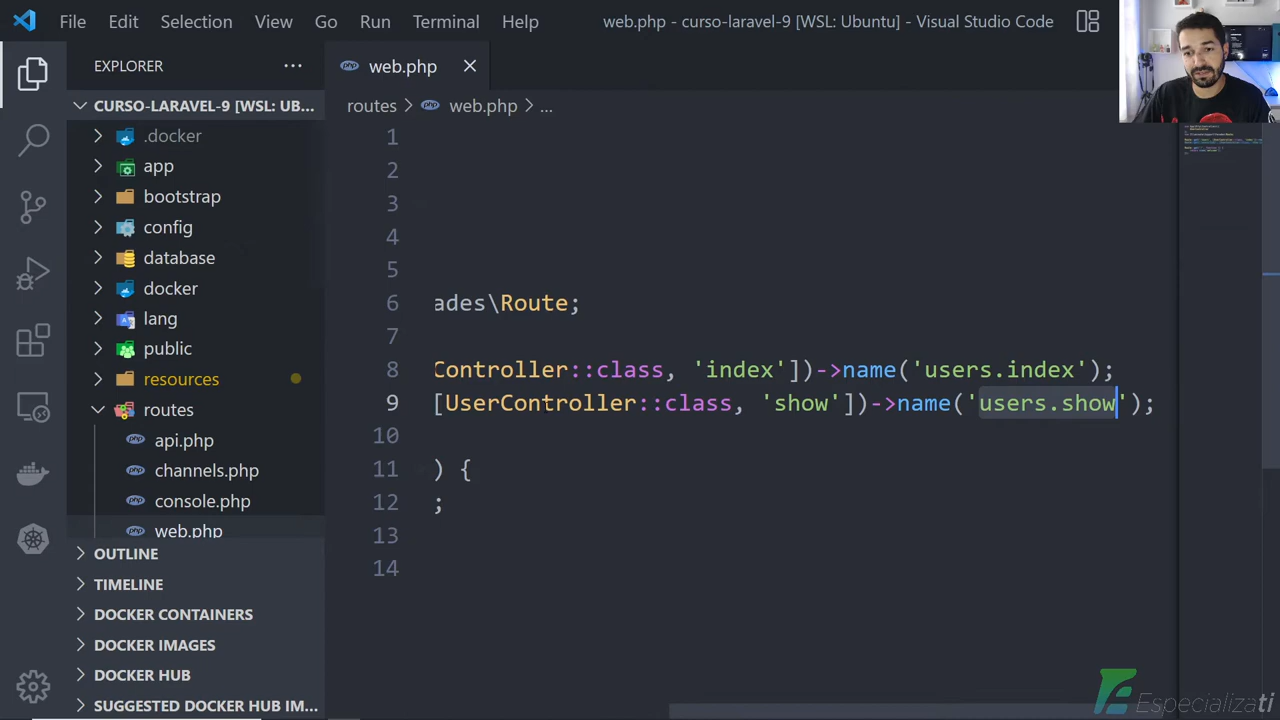 File Edit Selection View Go Run Terminal Help web.php - curso-laravel-9 [WSL: Ubuntu] - Visual Studio Code
EXPLORER
web.php
CURSO-LARAVEL-9 [WSL: UB...
routes > web.php > ...
.docker
app
bootstrap
config
database
docker
lang
public
resources
routes
api.php
channels.php
console.php
web.php
OUTLINE
TIMELINE
DOCKER CONTAINERS
DOCKER IMAGES
DOCKER HUB
SUGGESTED DOCKER HUB IM...
1
2
3
4
5
6 ades\Route;
7
8 Controller::class, 'index'])->name('users.index');
9 [UserController::class, 'show'])->name('users.show');
10
11 ) {
12 ;
13
14
EspecializaTi